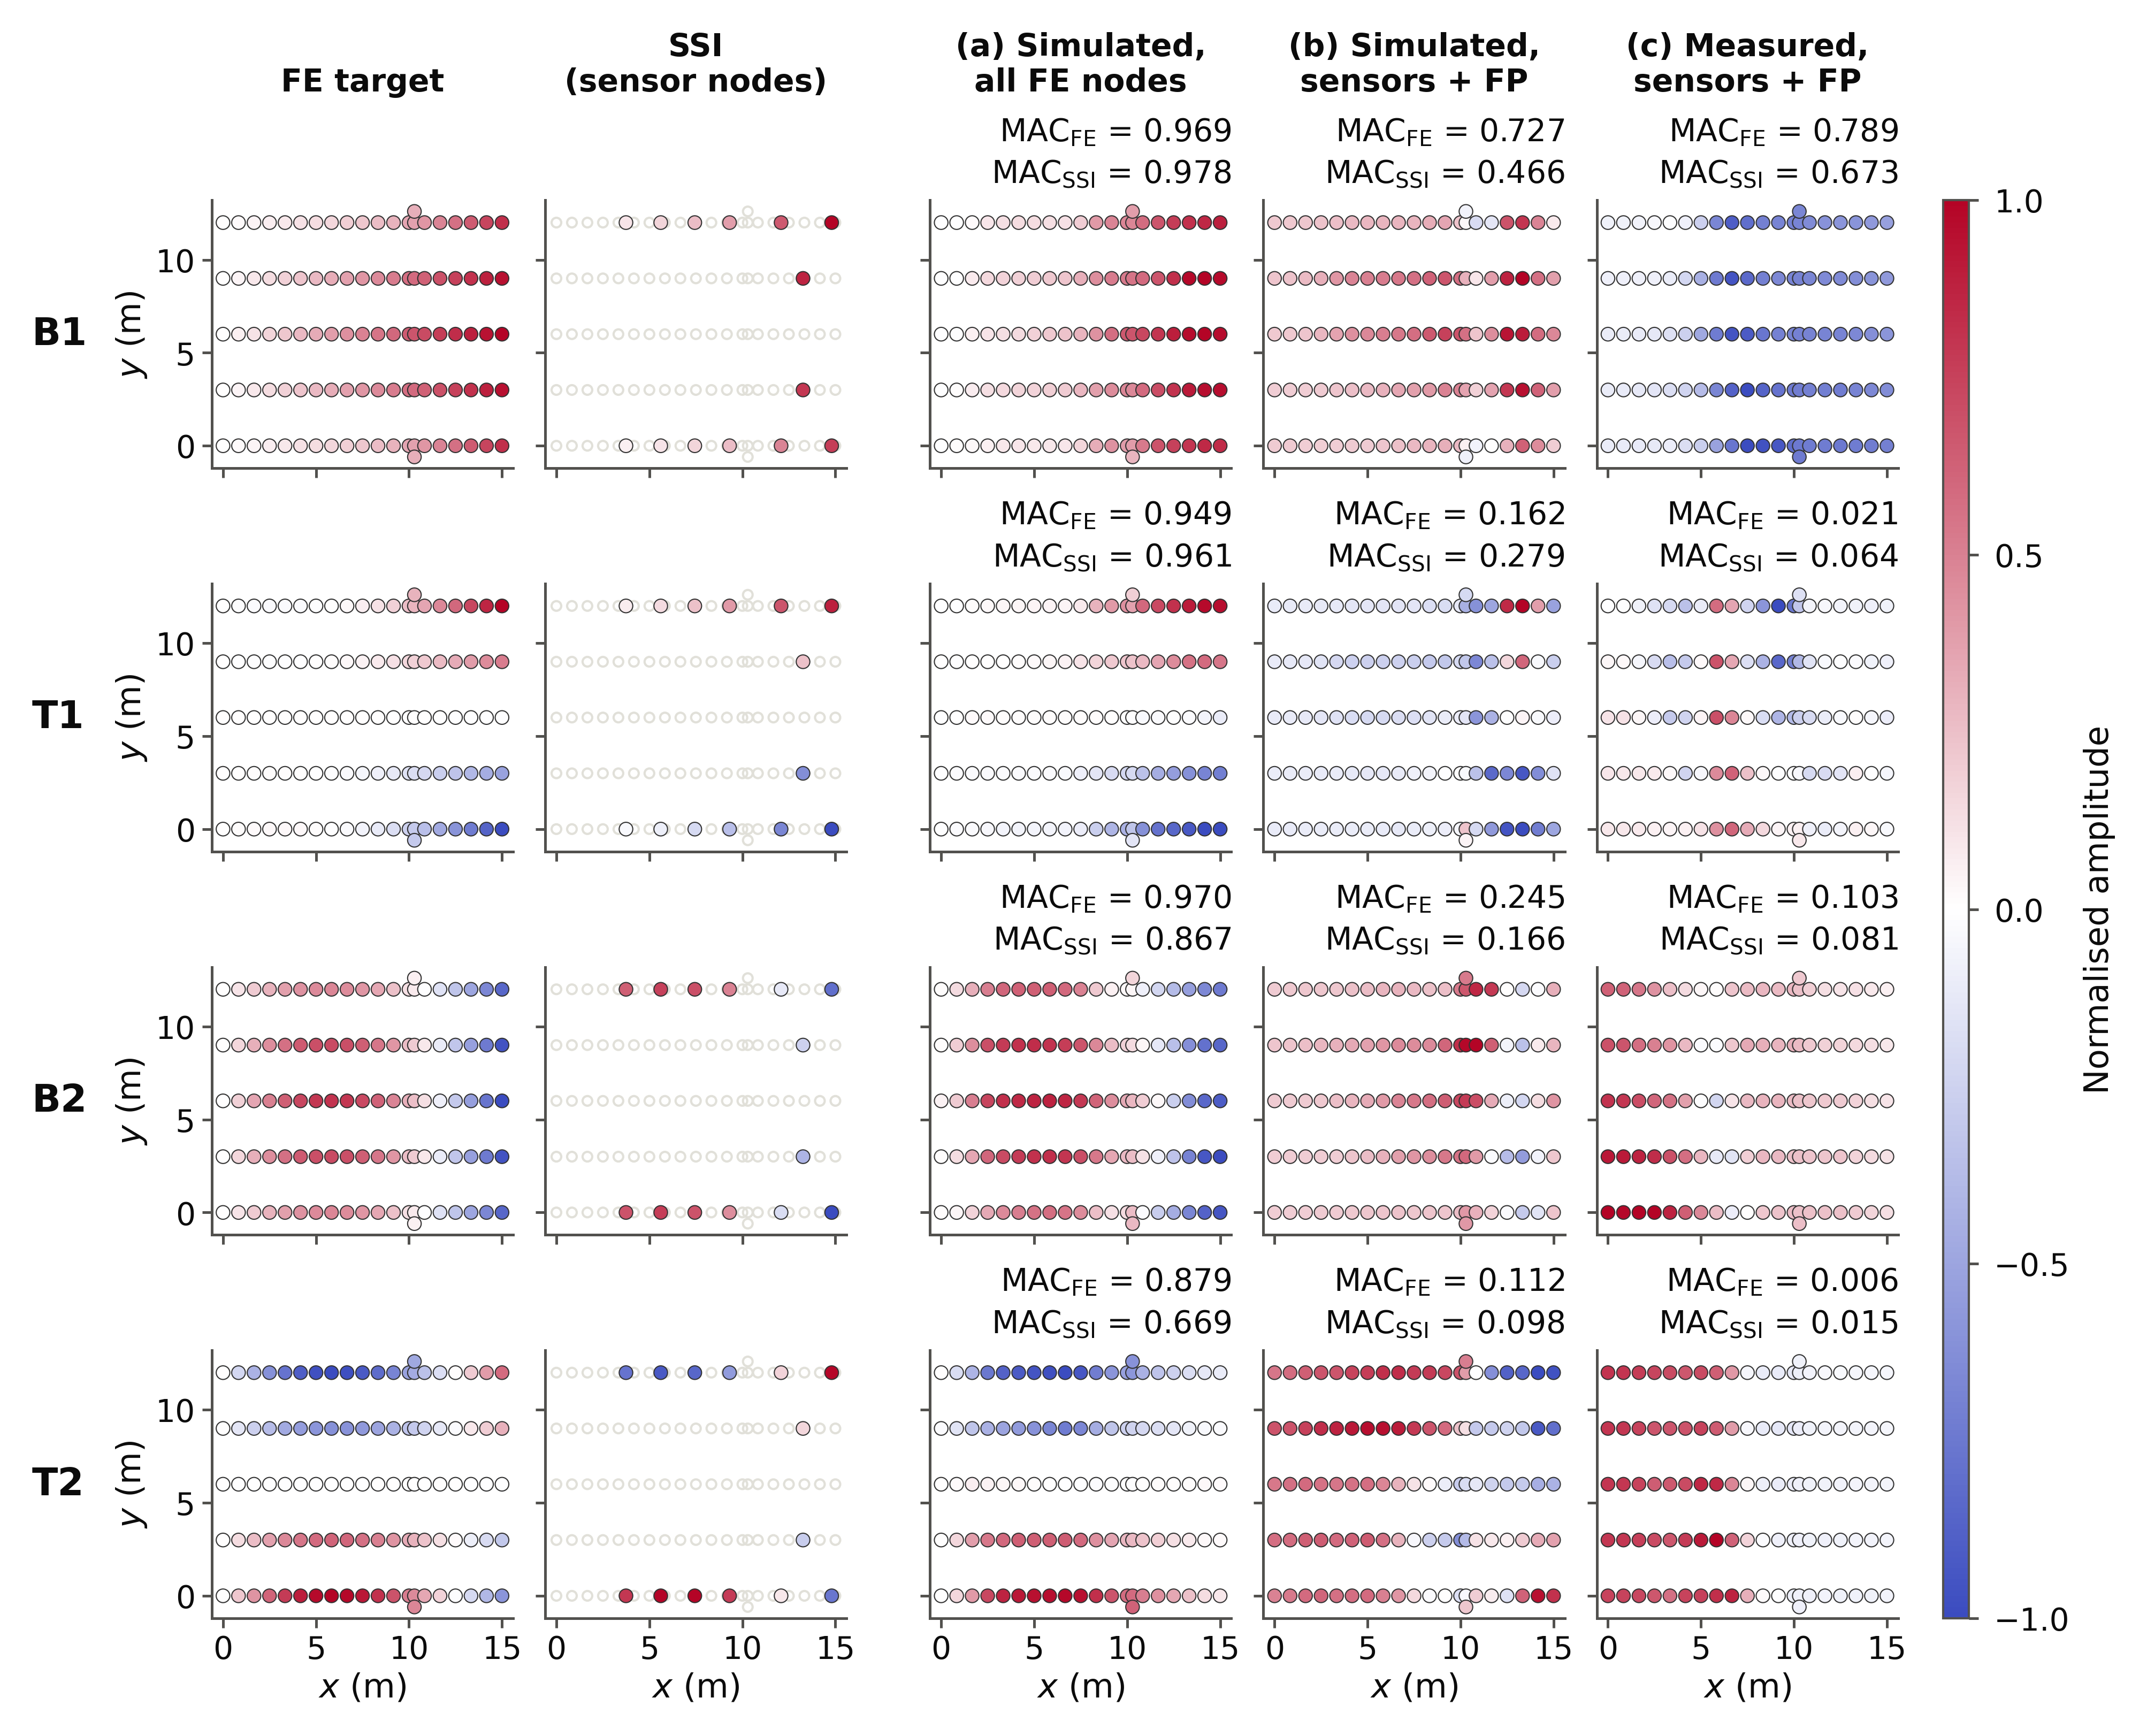 FE target
SSI
(sensor nodes)
(a) Simulated,
all FE nodes
(b) Simulated,
sensors + FP
(c) Measured,
sensors + FP
MAC_FE = 0.969
MAC_SSI = 0.978
MAC_FE = 0.727
MAC_SSI = 0.466
MAC_FE = 0.789
MAC_SSI = 0.673
B1
y (m)
10
5
0
MAC_FE = 0.949
MAC_SSI = 0.961
MAC_FE = 0.162
MAC_SSI = 0.279
MAC_FE = 0.021
MAC_SSI = 0.064
T1
y (m)
10
5
0
MAC_FE = 0.970
MAC_SSI = 0.867
MAC_FE = 0.245
MAC_SSI = 0.166
MAC_FE = 0.103
MAC_SSI = 0.081
B2
y (m)
10
5
0
MAC_FE = 0.879
MAC_SSI = 0.669
MAC_FE = 0.112
MAC_SSI = 0.098
MAC_FE = 0.006
MAC_SSI = 0.015
T2
y (m)
10
5
0
0 5 10 15
x (m)
0 5 10 15
x (m)
0 5 10 15
x (m)
0 5 10 15
x (m)
0 5 10 15
x (m)
1.0
0.5
0.0
−0.5
−1.0
Normalised amplitude